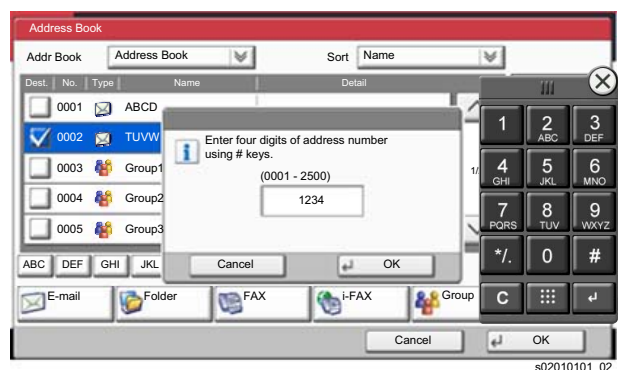 Address Book
Addr Book Address Book Sort Name
Dest. No. Type Name Detail
0001 ABCD
0002 TUVW
0003 Group1
0004 Group2
0005 Group3
1/
Enter four digits of address number
using # keys.
(0001 - 2500)
1234
Cancel OK
ABC DEF GHI JKL
E-mail Folder FAX i-FAX Group
Cancel OK
1 2 ABC 3 DEF
4 GHI 5 JKL 6 MNO
7 PQRS 8 TUV 9 WXYZ
*/. 0 #
C
s02010101_02